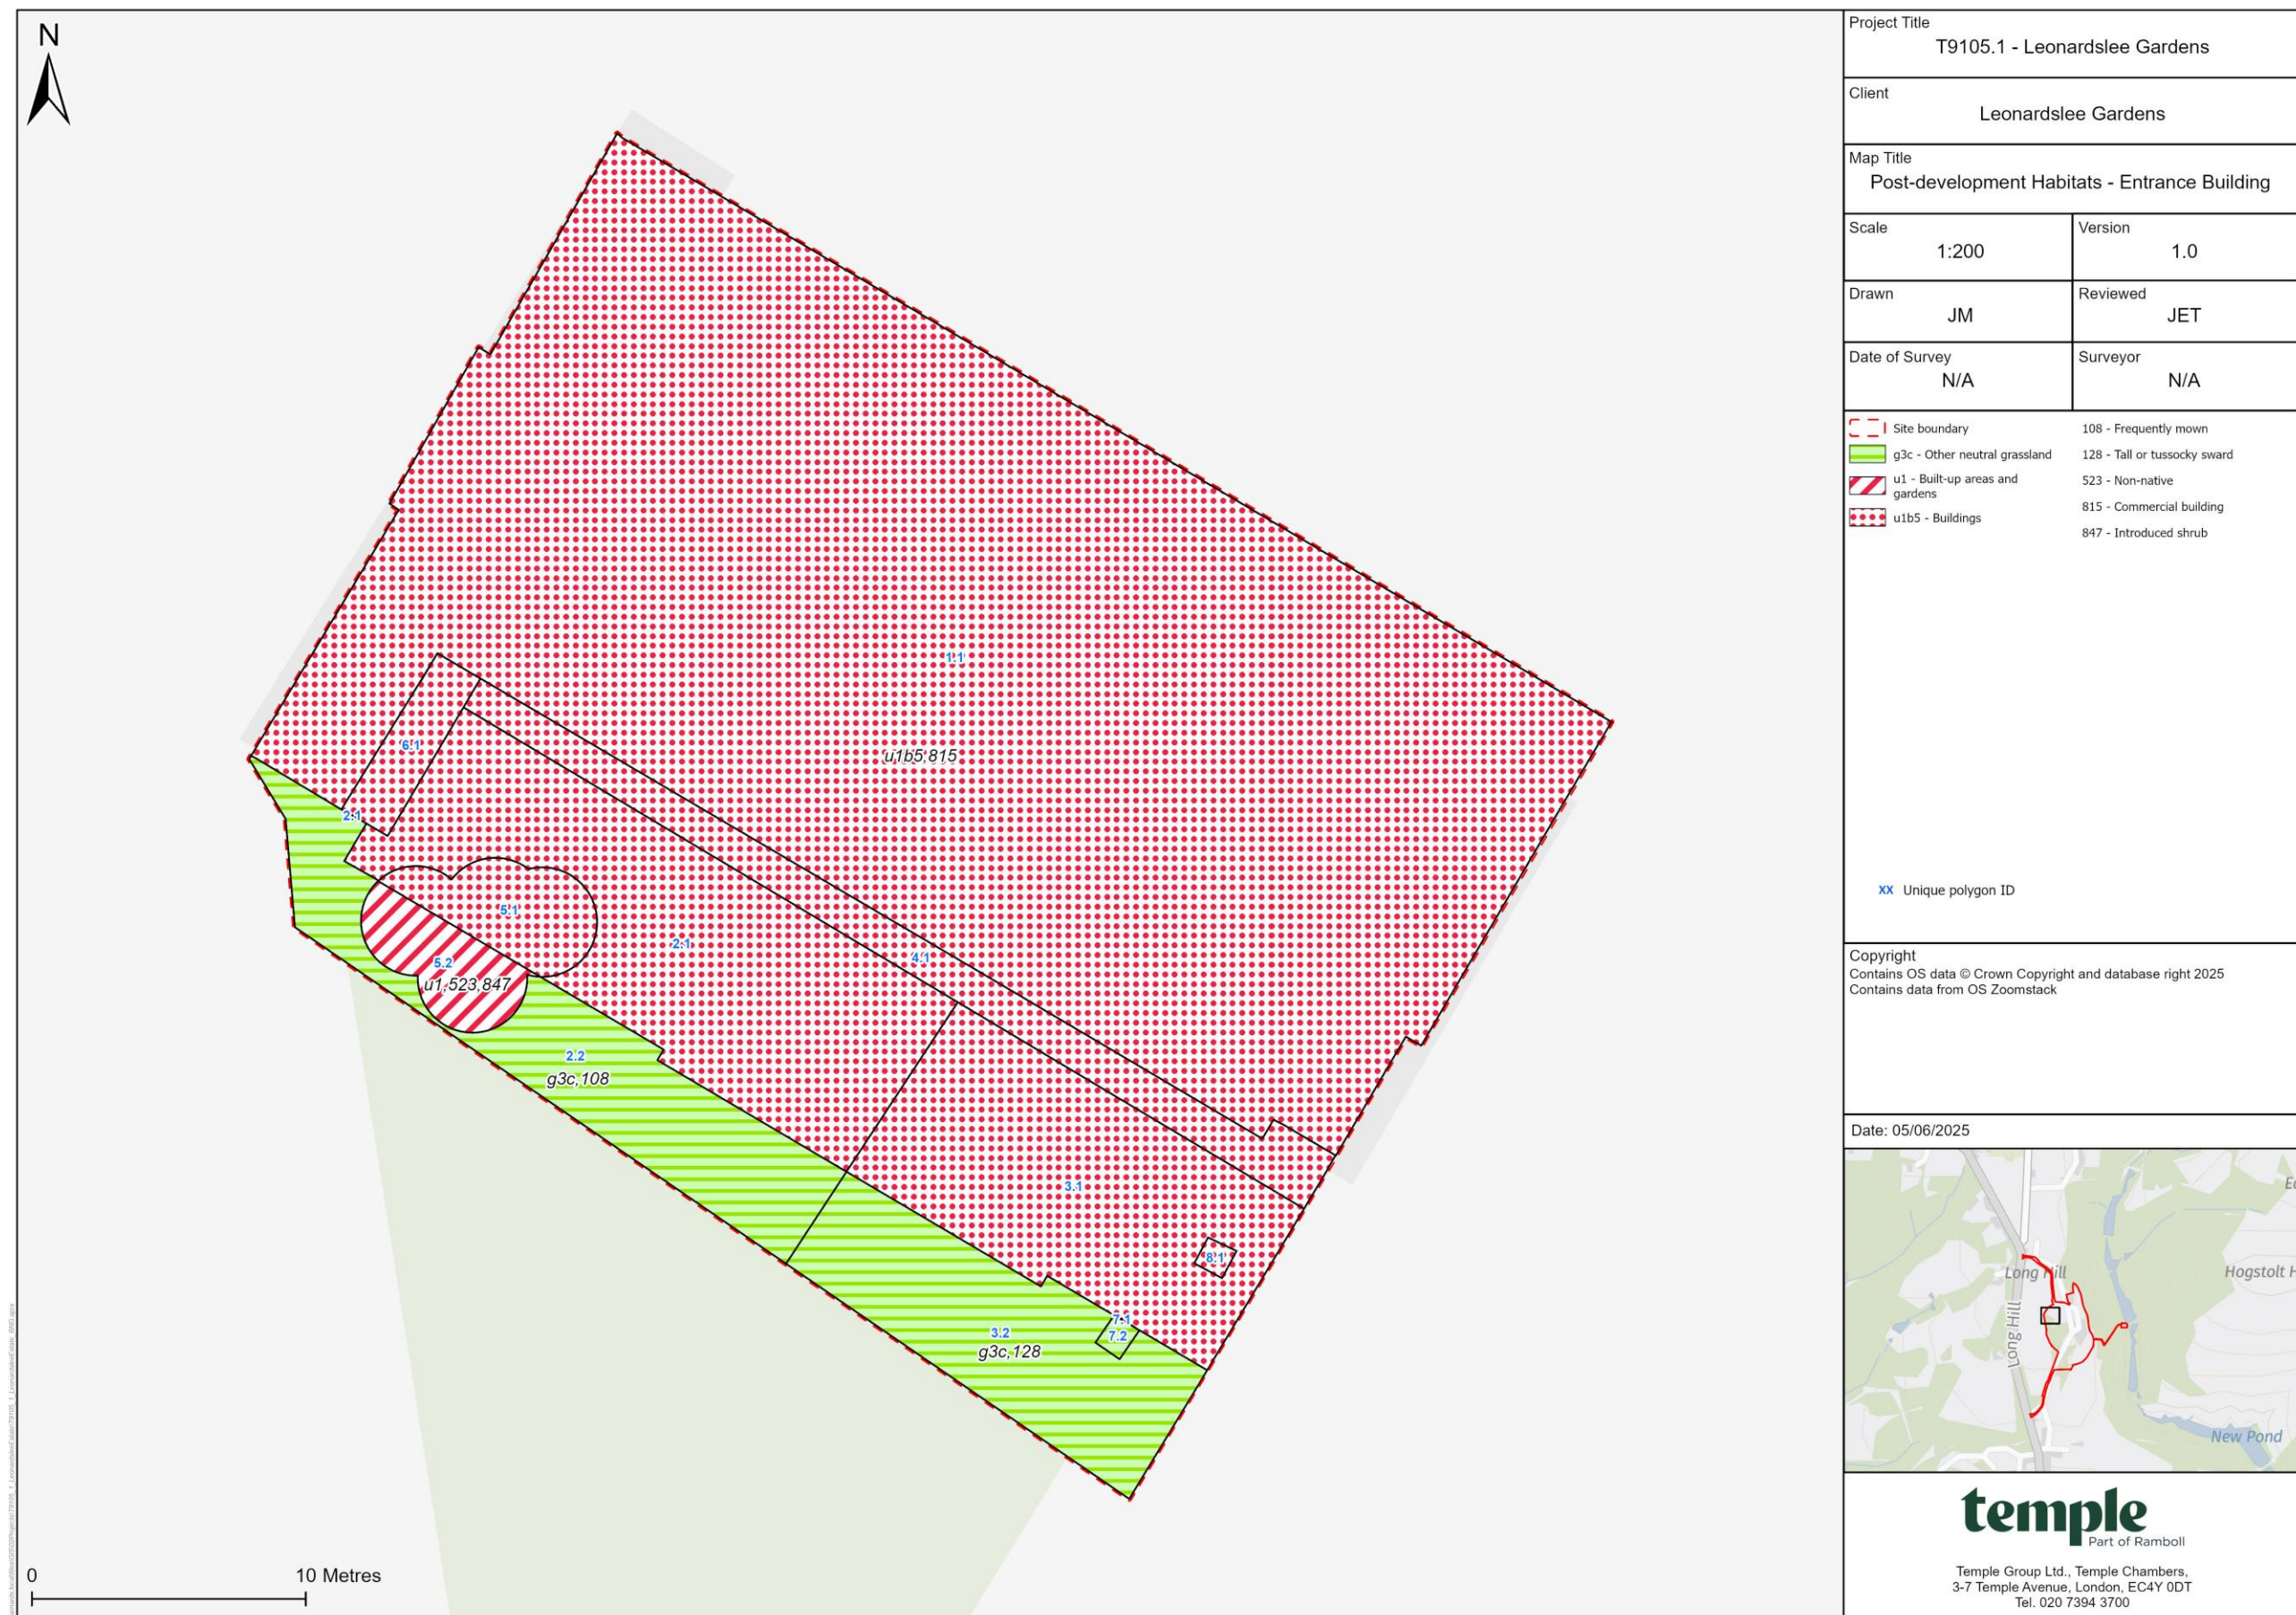 N
1.1
u1b5,815
6.1
2.1
5.1
2.1
4.1
5.2
u1,523,847
2.2
g3c,108
3.1
8.1
7.1
7.2
3.2
g3c,128
0 10 Metres
Project Title
T9105.1 - Leonardslee Gardens
Client
Leonardslee Gardens
Map Title
Post-development Habitats - Entrance Building
Scale
1:200
Version
1.0
Drawn
JM
Reviewed
JET
Date of Survey
N/A
Surveyor
N/A
Site boundary
g3c - Other neutral grassland
u1 - Built-up areas and
gardens
u1b5 - Buildings
108 - Frequently mown
128 - Tall or tussocky sward
523 - Non-native
815 - Commercial building
847 - Introduced shrub
xx Unique polygon ID
Copyright
Contains OS data © Crown Copyright and database right 2025
Contains data from OS Zoomstack
Date: 05/06/2025
Long Hill
Hogstolt H
Long Hill
New Pond
temple
Part of Ramboll
Temple Group Ltd., Temple Chambers,
3-7 Temple Avenue, London, EC4Y 0DT
Tel. 020 7394 3700